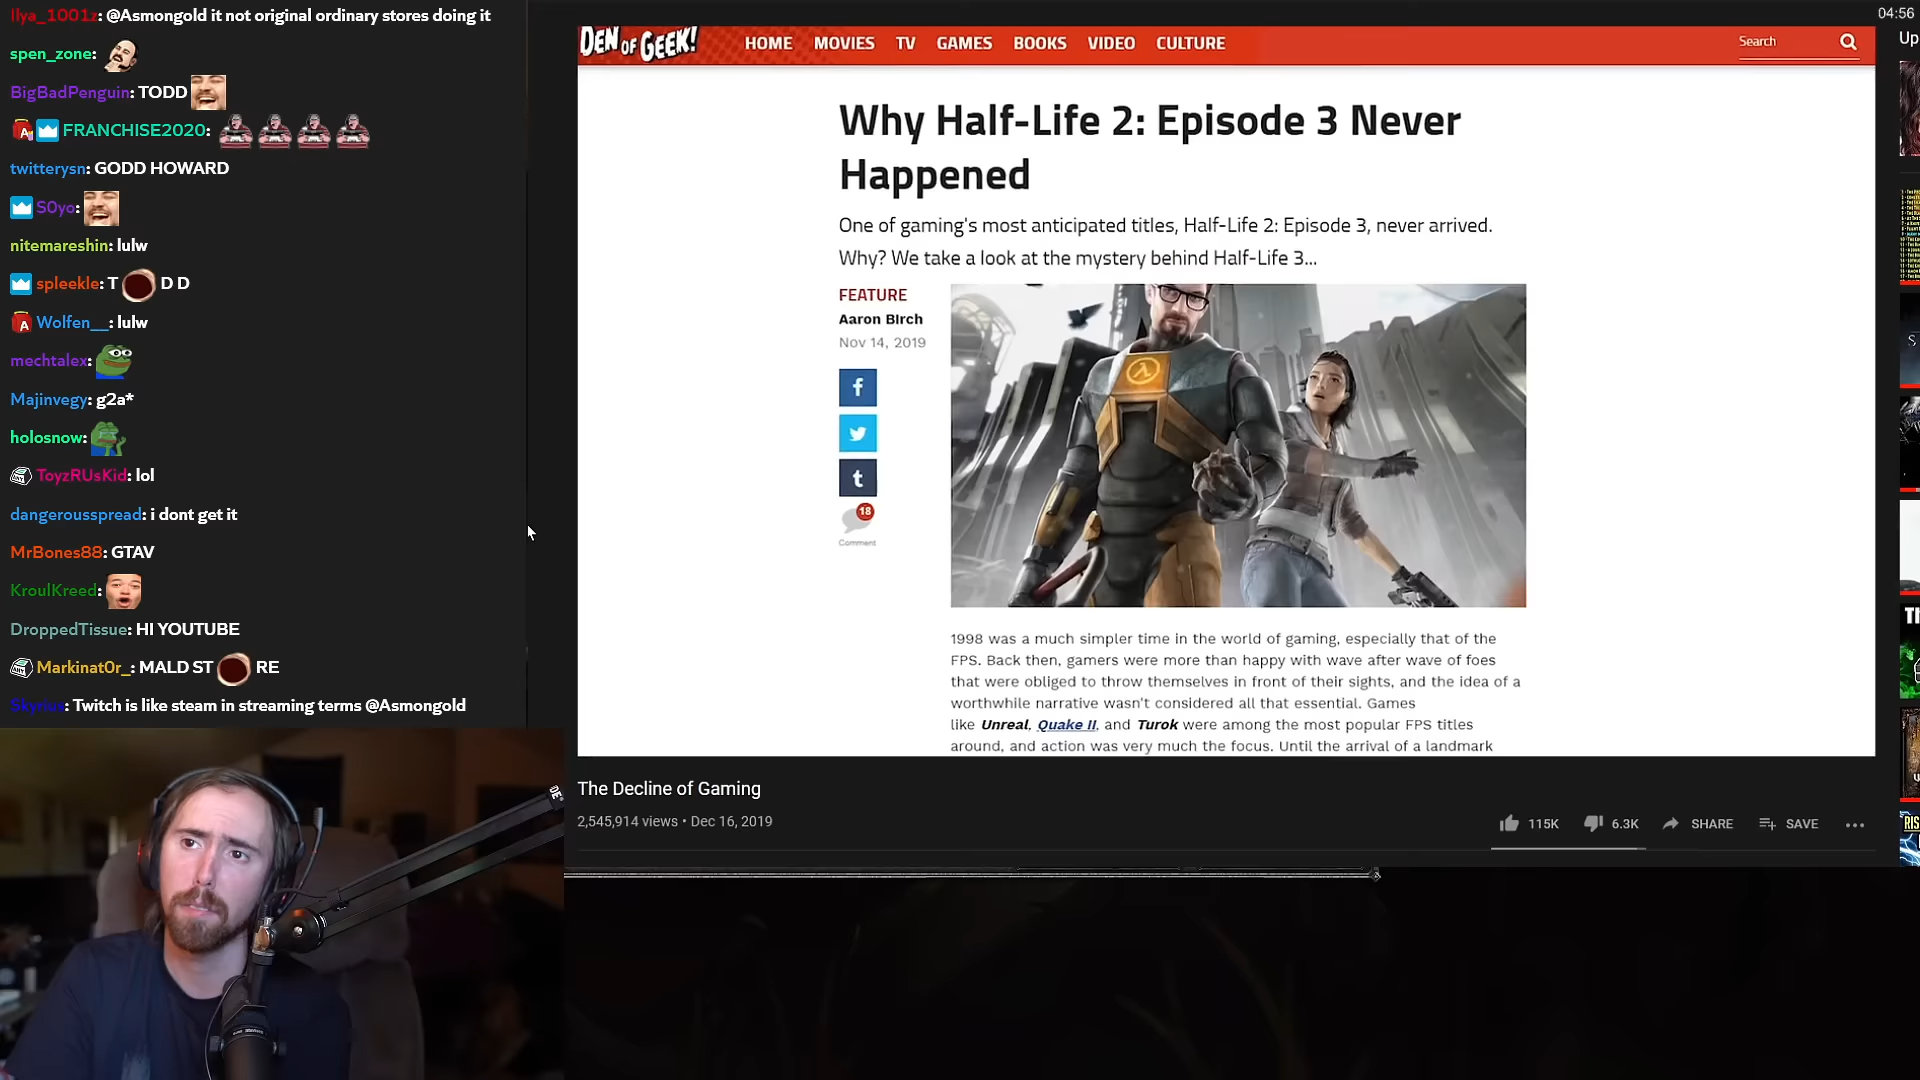 Ilya_1001z: @Asmongold it not original ordinary stores doing it
spen_zone:
BigBadPenguin: TODD
FRANCHISE2020:
twitterysn: GODD HOWARD
S0yo:
nitemareshin: lulw
spleekle: T D D
Wolfen__: lulw
mechtalex:
Majinvegy: g2a*
holosnow:
ToyzRUsKid: lol
dangerousspread: i dont get it
MrBones88: GTAV
KroulKreed:
DroppedTissue: HI YOUTUBE
Markinat0r_: MALD ST RE
Skyrius: Twitch is like steam in streaming terms @Asmongold
04:56
Up
DEN OF GEEK!
HOME MOVIES TV GAMES BOOKS VIDEO CULTURE
Search
Why Half-Life 2: Episode 3 Never
Happened
One of gaming's most anticipated titles, Half-Life 2: Episode 3, never arrived.
Why? We take a look at the mystery behind Half-Life 3...
FEATURE
Aaron Birch
Nov 14, 2019
f
t
18
Comment
1998 was a much simpler time in the world of gaming, especially that of the
FPS. Back then, gamers were more than happy with wave after wave of foes
that were obliged to throw themselves in front of their sights, and the idea of a
worthwhile narrative wasn't considered all that essential. Games
like Unreal, Quake II, and Turok were among the most popular FPS titles
around, and action was very much the focus. Until the arrival of a landmark
The Decline of Gaming
2,545,914 views • Dec 16, 2019
115K 6.3K SHARE SAVE
RIS